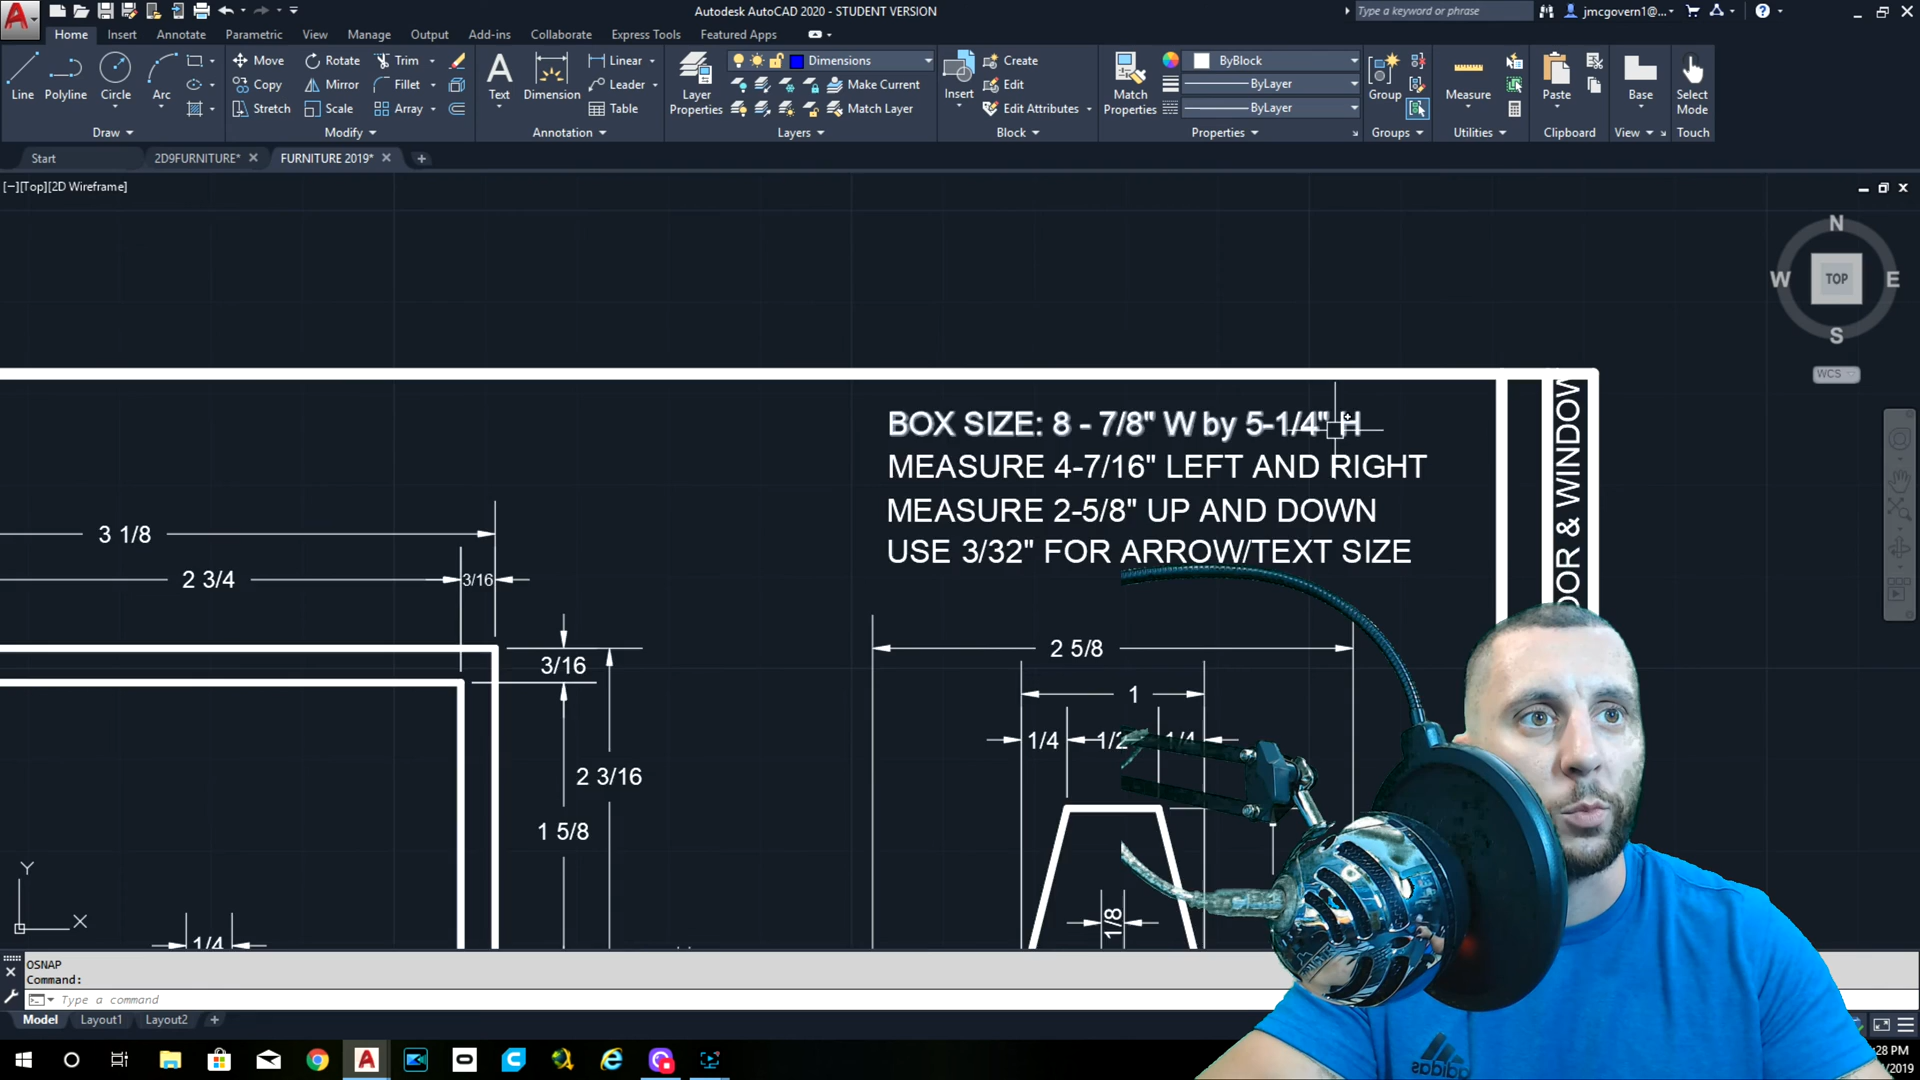 Autodesk AutoCAD 2020 - STUDENT VERSION
Type a keyword or phrase
jmcgovern1@...
Home
Insert
Annotate
Parametric
View
Manage
Output
Add-ins
Collaborate
Express Tools
Featured Apps
Line
Polyline
Circle
Arc
Move
Rotate
Trim
Copy
Mirror
Fillet
Stretch
Scale
Array
Text
Dimension
Linear
Leader
Table
Layer
Properties
Dimensions
Make Current
Match Layer
Insert
Create
Edit
Edit Attributes
Match
Properties
ByBlock
ByLayer
ByLayer
Group
Measure
Paste
Base
Select
Mode
Draw
Modify
Annotation
Layers
Block
Properties
Groups
Utilities
Clipboard
View
Touch
Start
2D9FURNITURE*
FURNITURE 2019*
[−][Top][2D Wireframe]
N
W
TOP
E
S
WCS
BOX SIZE: 8 - 7/8" W by 5-1/4" H
MEASURE 4-7/16" LEFT AND RIGHT
MEASURE 2-5/8" UP AND DOWN
USE 3/32" FOR ARROW/TEXT SIZE
OOR & WINDOW
3 1/8
2 3/4
3/16
3/16
2 3/16
1 5/8
2 5/8
1
1/4
1/2
1/4
1/8
1/4
Y
X
OSNAP
Command:
Type a command
Model
Layout1
Layout2
adidas
:28 PM
/2019